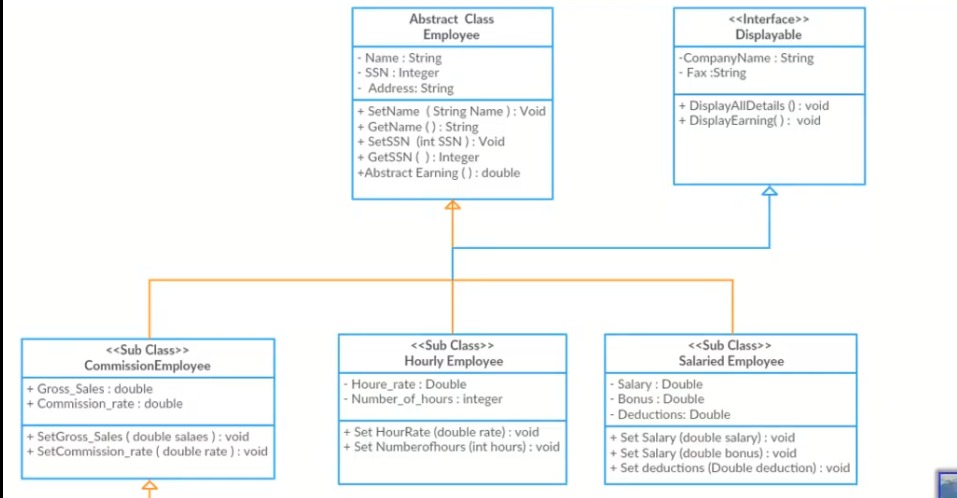 Abstract Class
Employee
- Name : String
- SSN : Integer
- Address: String
+ SetName ( String Name ) : Void
+ GetName ( ) : String
+ SetSSN (int SSN ) : Void
+ GetSSN ( ) : Integer
+Abstract Earning ( ) : double
<<Interface>>
Displayable
-CompanyName : String
- Fax :String
+ DisplayAllDetails () : void
+ DisplayEarning( ) : void
<<Sub Class>>
CommissionEmployee
+ Gross_Sales : double
+ Commission_rate : double
+ SetGross_Sales ( double salaes ) : void
+ SetCommission_rate ( double rate ) : void
<<Sub Class>>
Hourly Employee
- Houre_rate : Double
- Number_of_hours : integer
+ Set HourRate (double rate) : void
+ Set Numberofhours (int hours) : void
<<Sub Class>>
Salaried Employee
- Salary : Double
- Bonus : Double
- Deductions: Double
+ Set Salary (double salary) : void
+ Set Salary (double bonus) : void
+ Set deductions (Double deduction) : void